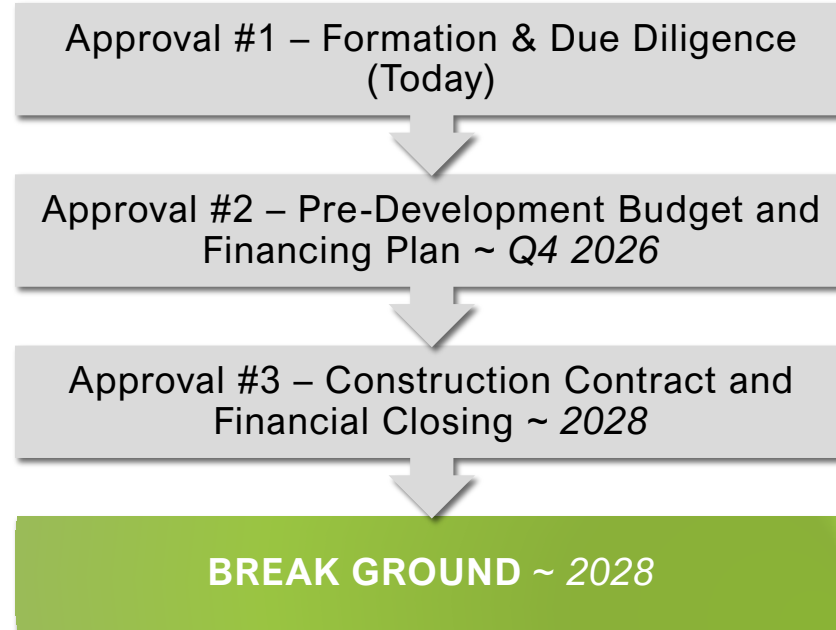 Approval #1 – Formation & Due Diligence
(Today)
Approval #2 – Pre-Development Budget and
Financing Plan ~ Q4 2026
Approval #3 – Construction Contract and
Financial Closing ~ 2028
BREAK GROUND ~ 2028